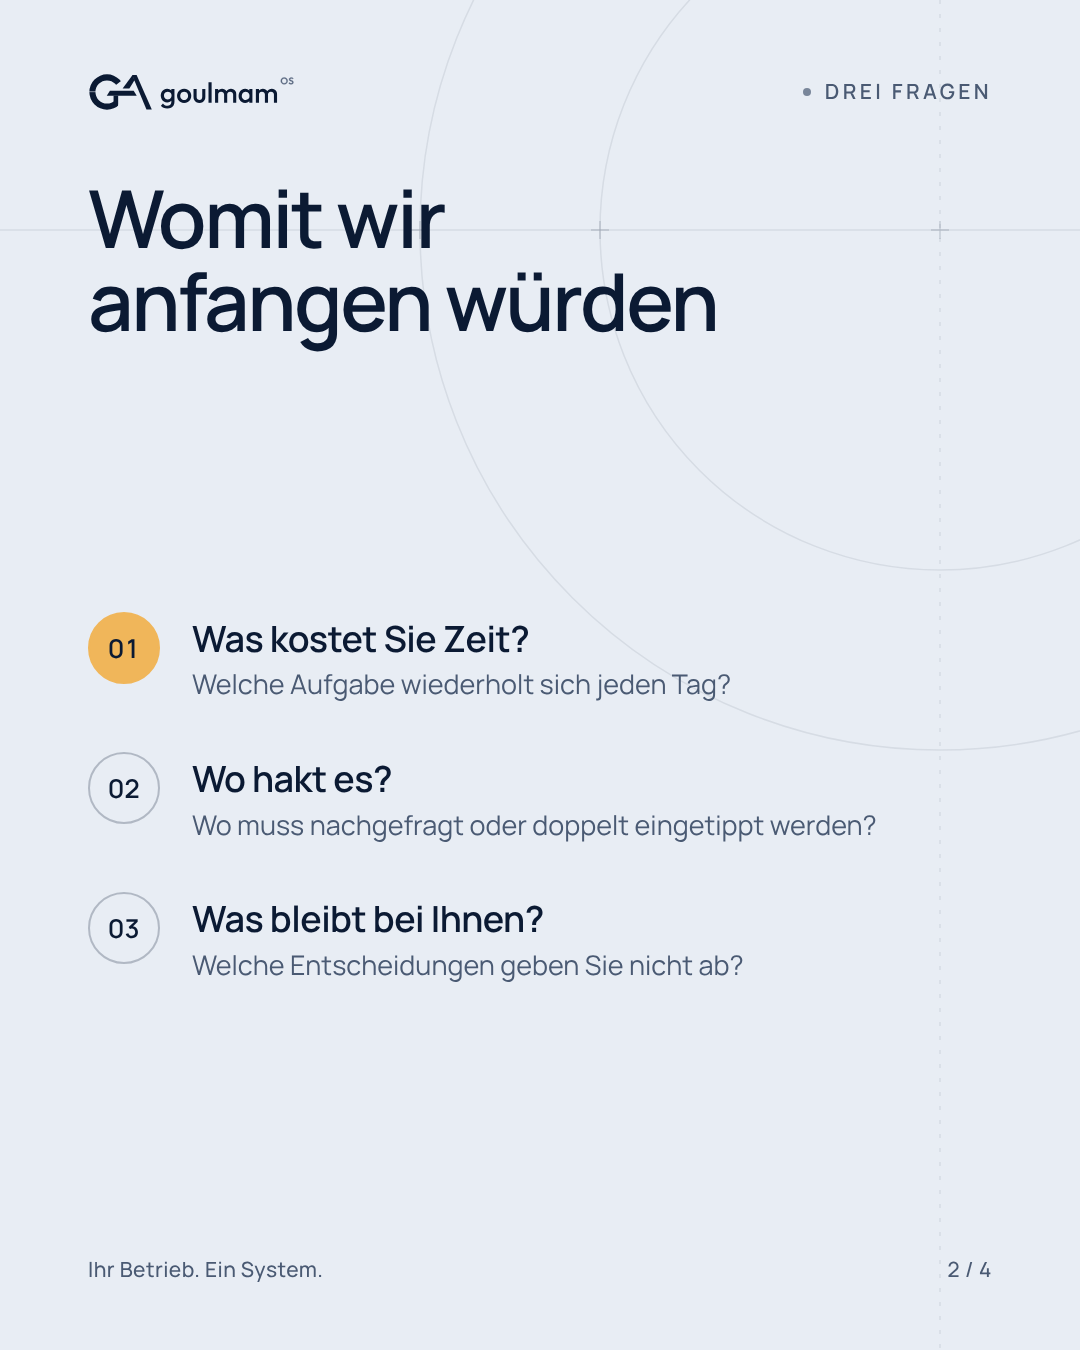 GA goulmam OS
DREI FRAGEN
Womit wir
anfangen würden
01
Was kostet Sie Zeit?
Welche Aufgabe wiederholt sich jeden Tag?
02
Wo hakt es?
Wo muss nachgefragt oder doppelt eingetippt werden?
03
Was bleibt bei Ihnen?
Welche Entscheidungen geben Sie nicht ab?
Ihr Betrieb. Ein System.
2 / 4